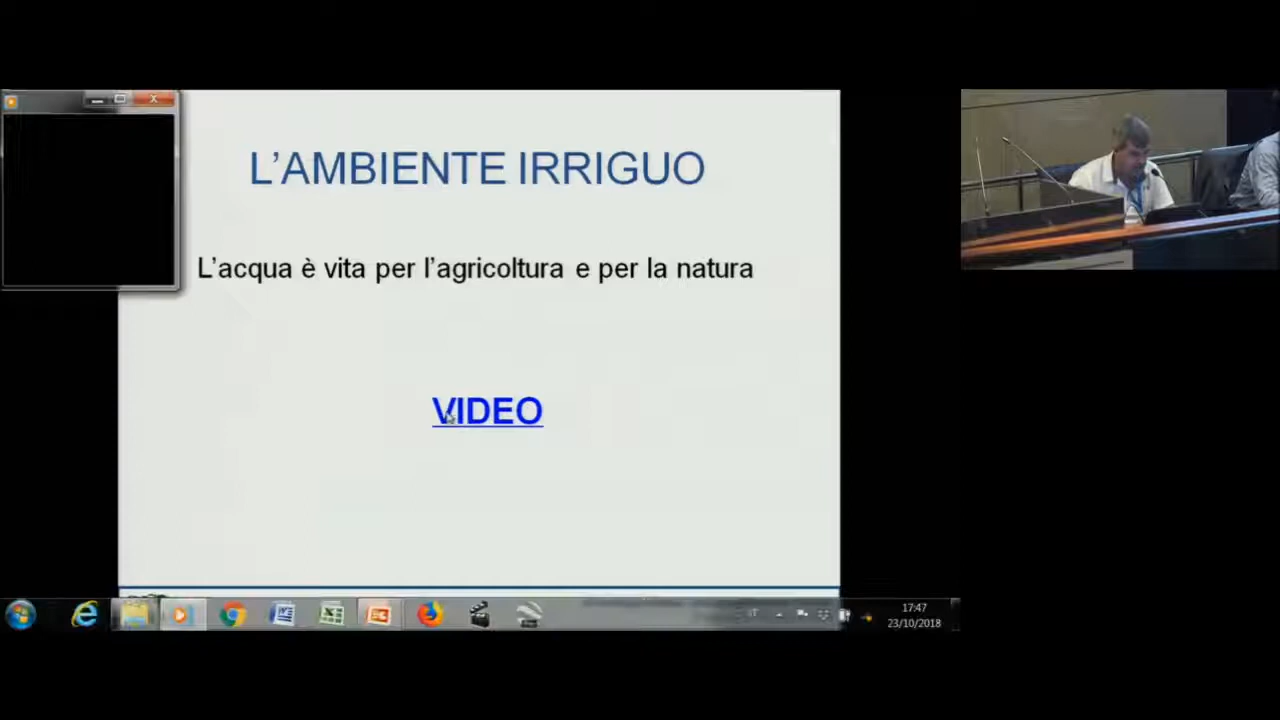 L'AMBIENTE IRRIGUO
L'acqua è vita per l'agricoltura e per la natura
VIDEO
17:47
23/10/2018